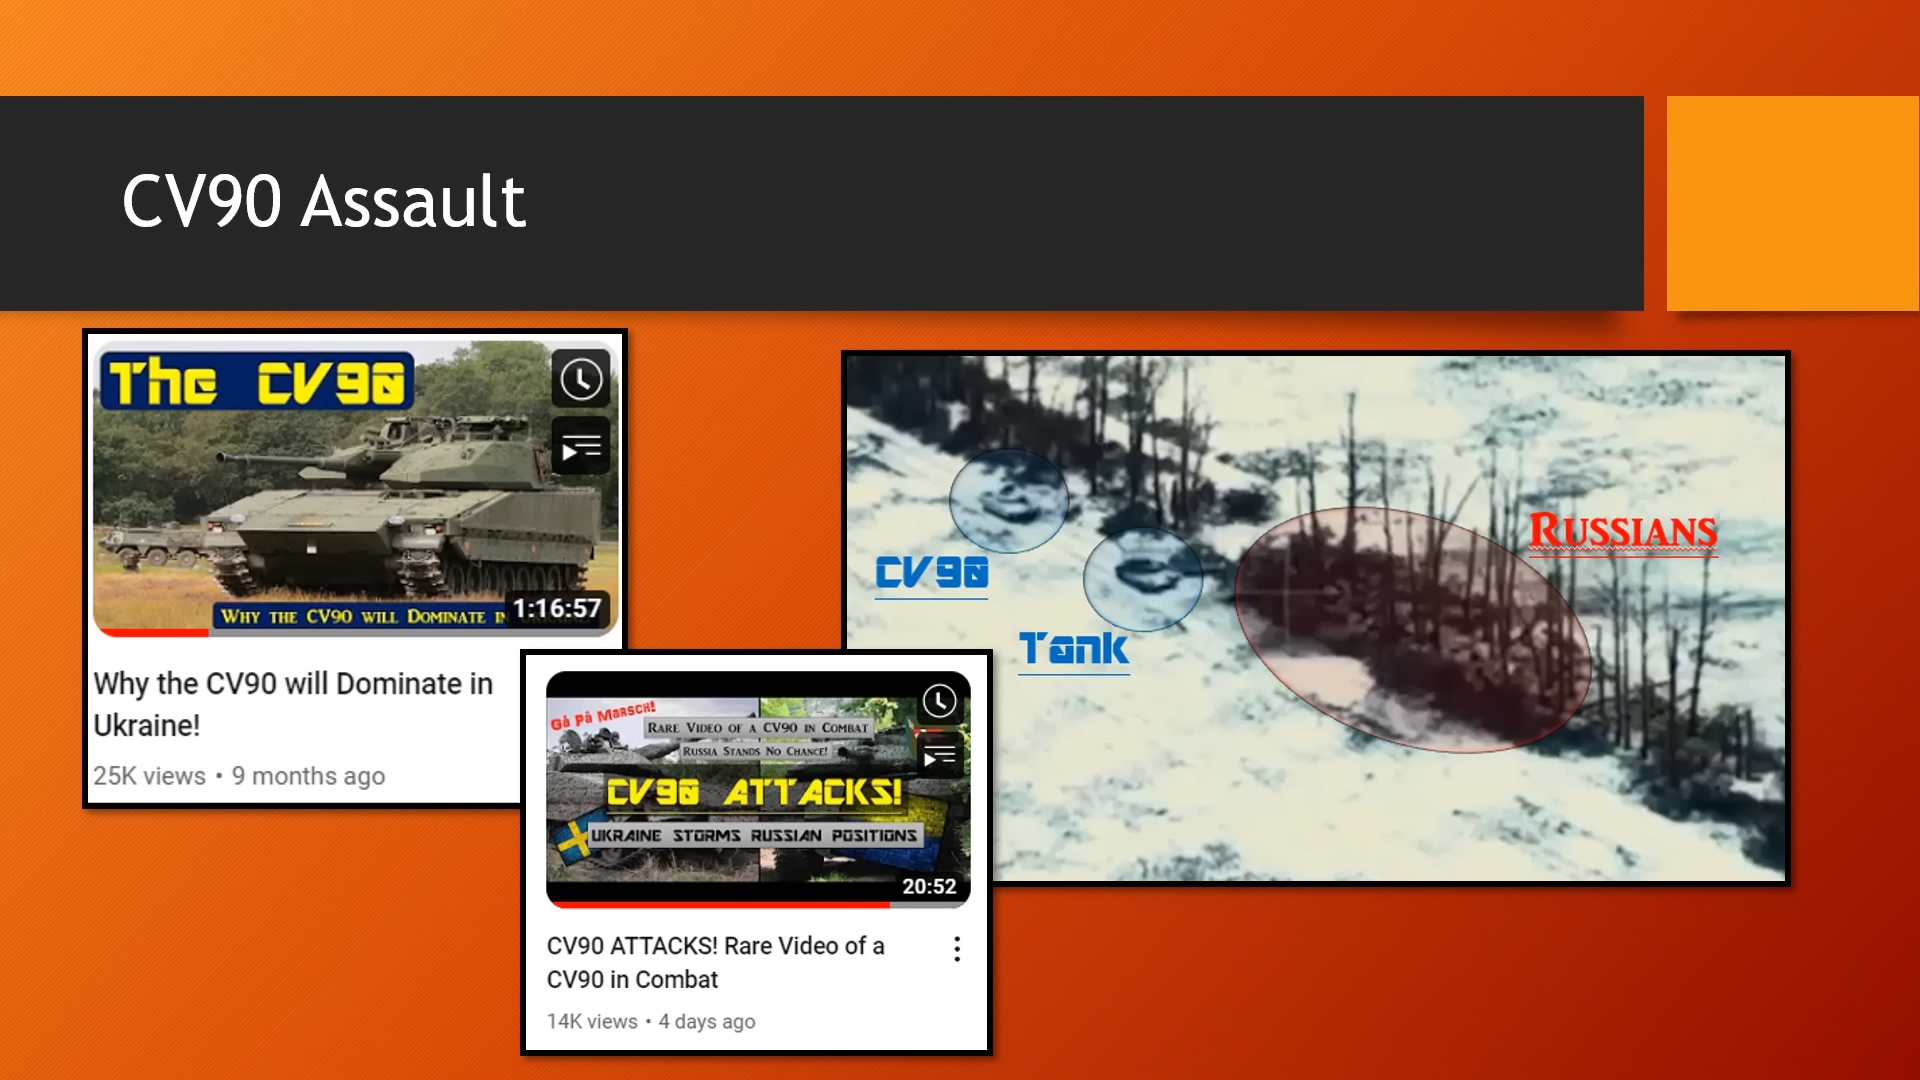 CV90 Assault
The CV90
Why the CV90 will Dominate in
1:16:57
Why the CV90 will Dominate in
Ukraine!
25K views • 9 months ago
CV90
Tank
Russians
Gå På Marsch!
Rare Video of a CV90 in Combat
Russia Stands No Chance!
CV90 ATTACKS!
UKRAINE STORMS RUSSIAN POSITIONS
20:52
CV90 ATTACKS! Rare Video of a
CV90 in Combat
14K views • 4 days ago